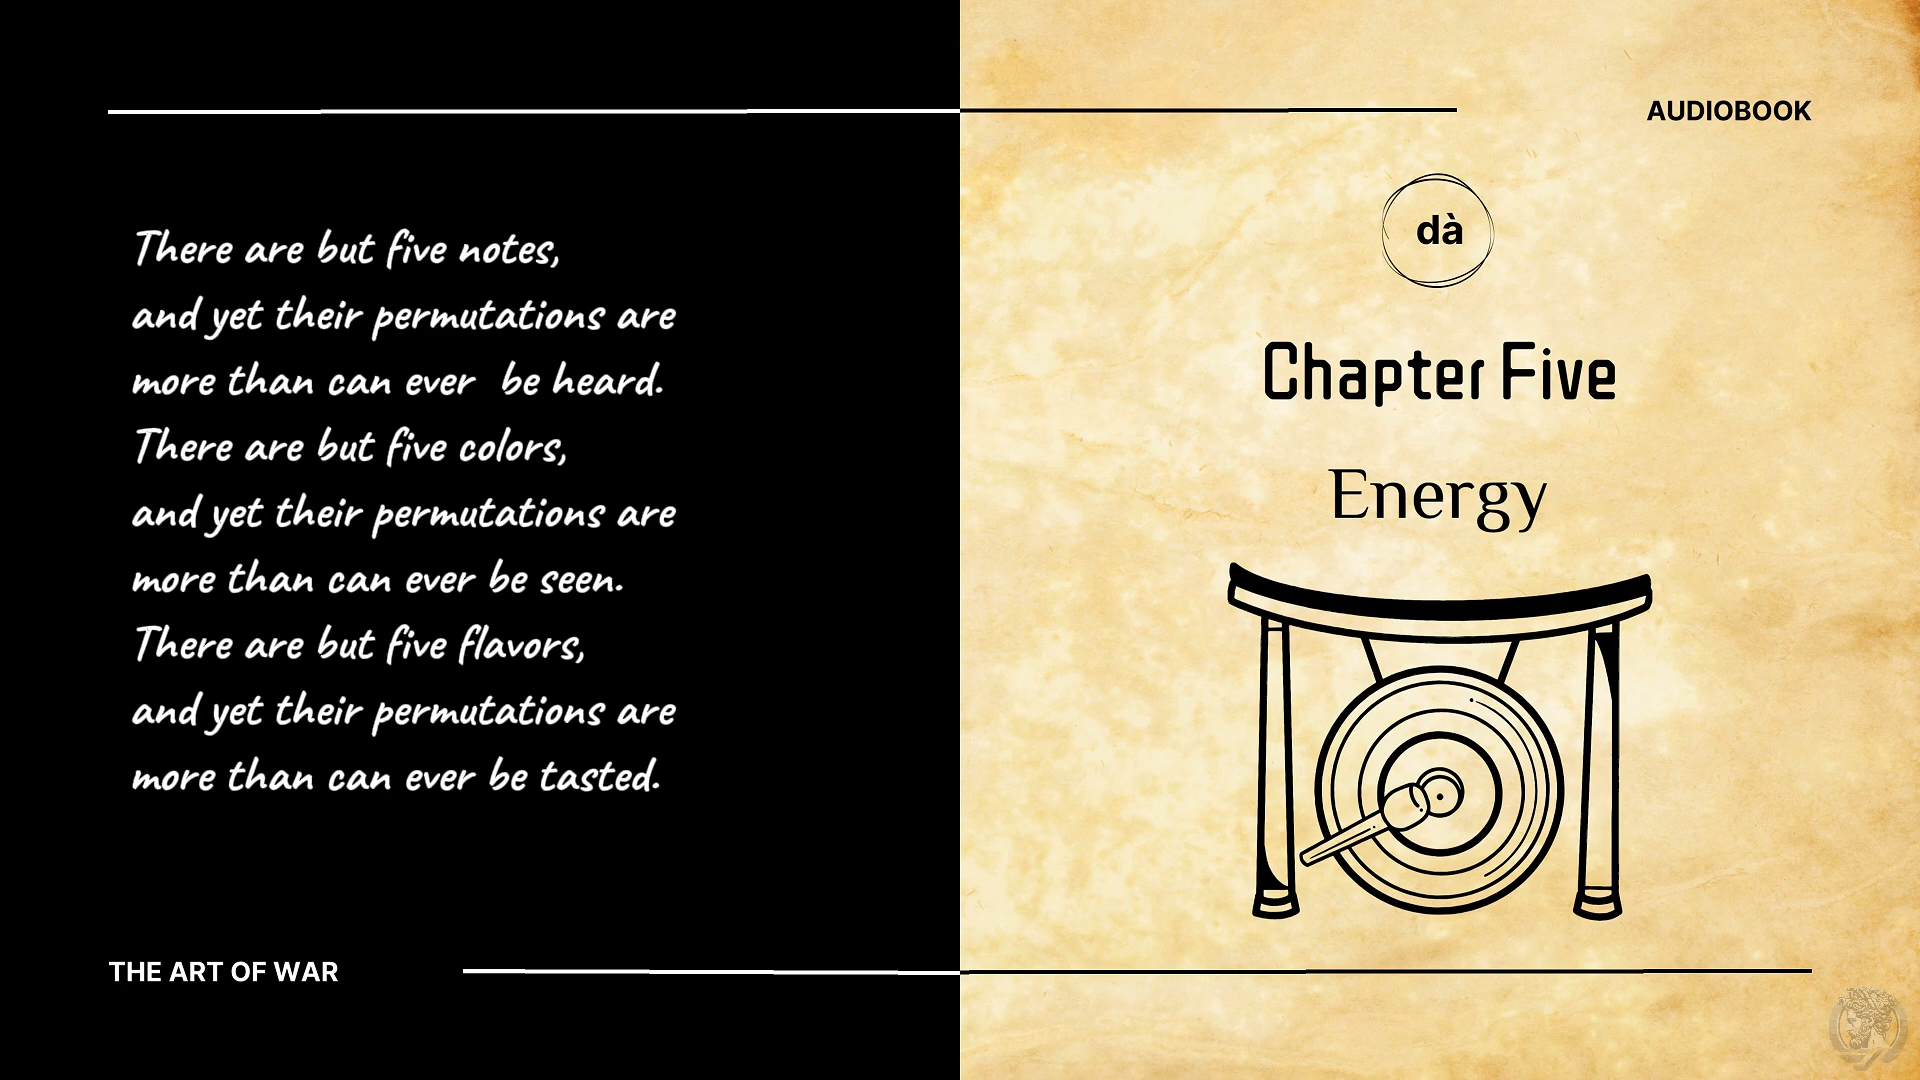 There are but five notes,
and yet their permutations are
more than can ever be heard.
There are but five colors,
and yet their permutations are
more than can ever be seen.
There are but five flavors,
and yet their permutations are
more than can ever be tasted.
THE ART OF WAR
AUDIOBOOK
dà
Chapter Five
Energy